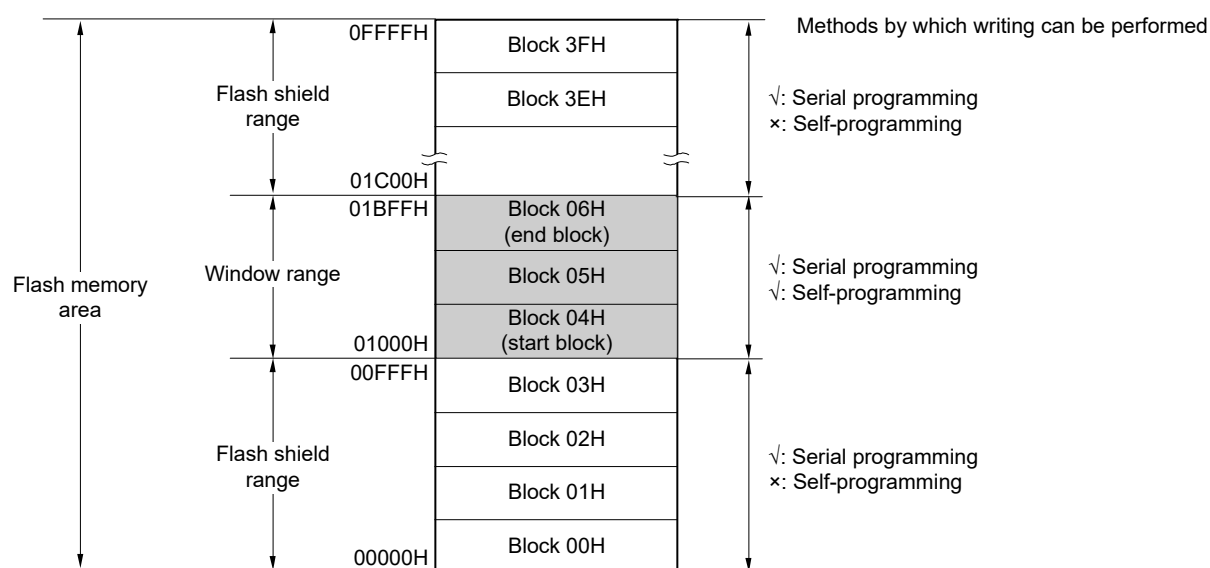 Methods by which writing can be performed
0FFFFH
Block 3FH
Flash shield
range
Block 3EH
√: Serial programming
×: Self-programming
01C00H
01BFFH
Block 06H
(end block)
Flash memory
area
Window range
Block 05H
√: Serial programming
√: Self-programming
Block 04H
(start block)
01000H
00FFFH
Block 03H
Flash shield
range
Block 02H
√: Serial programming
×: Self-programming
Block 01H
Block 00H
00000H